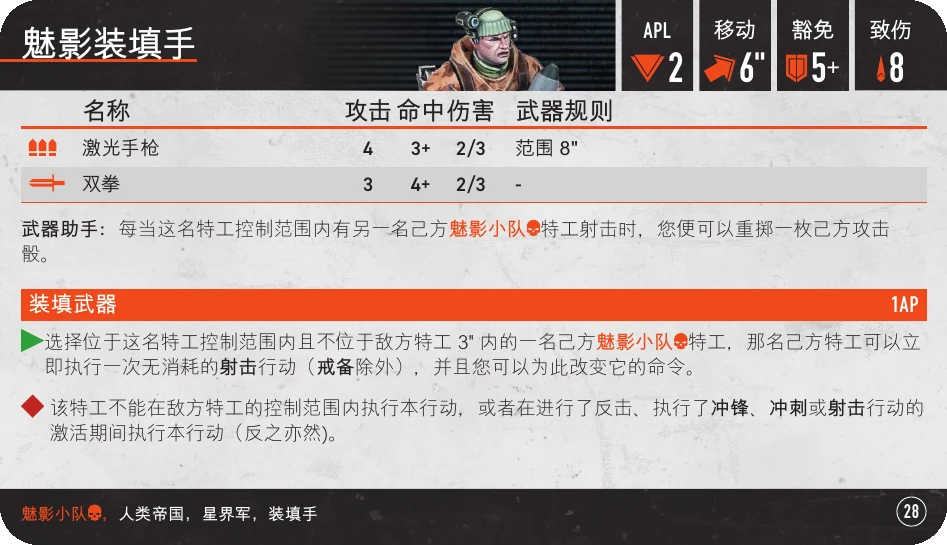 魅影装填手
APL
2
移动
6"
豁免
5+
致伤
8
名称 攻击 命中 伤害 武器规则
激光手枪 4 3+ 2/3 范围 8"
双拳 3 4+ 2/3 -
武器助手：每当这名特工控制范围内有另一名己方魅影小队特工射击时，您便可以重掷一枚己方攻击
骰。
装填武器 1AP
选择位于这名特工控制范围内且不位于敌方特工 3" 内的一名己方魅影小队特工，那名己方特工可以立
即执行一次无消耗的射击行动（戒备除外），并且您可以为此改变它的命令。
该特工不能在敌方特工的控制范围内执行本行动，或者在进行了反击、执行了冲锋、冲刺或射击行动的
激活期间执行本行动（反之亦然)。
魅影小队，人类帝国，星界军，装填手
28